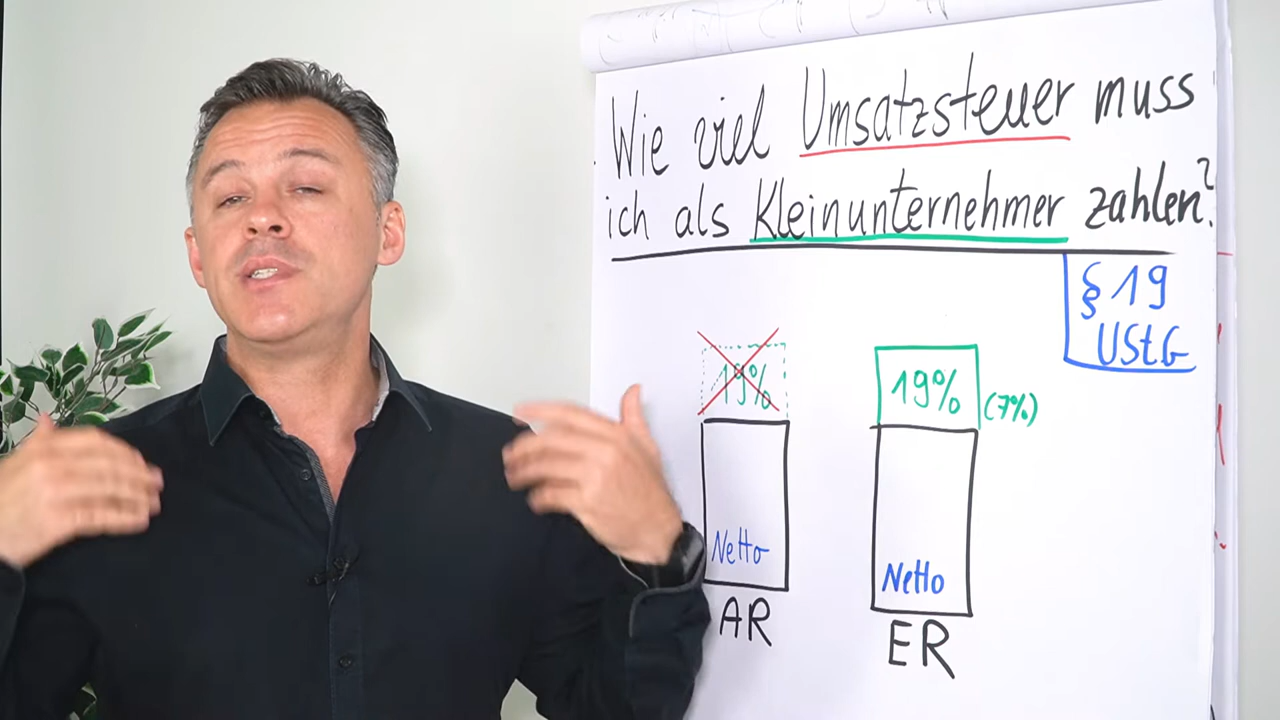 Wie viel Umsatzsteuer muss
ich als Kleinunternehmer zahlen?
§ 19
UStG
19%
19%
(7%)
Netto
Netto
AR
ER